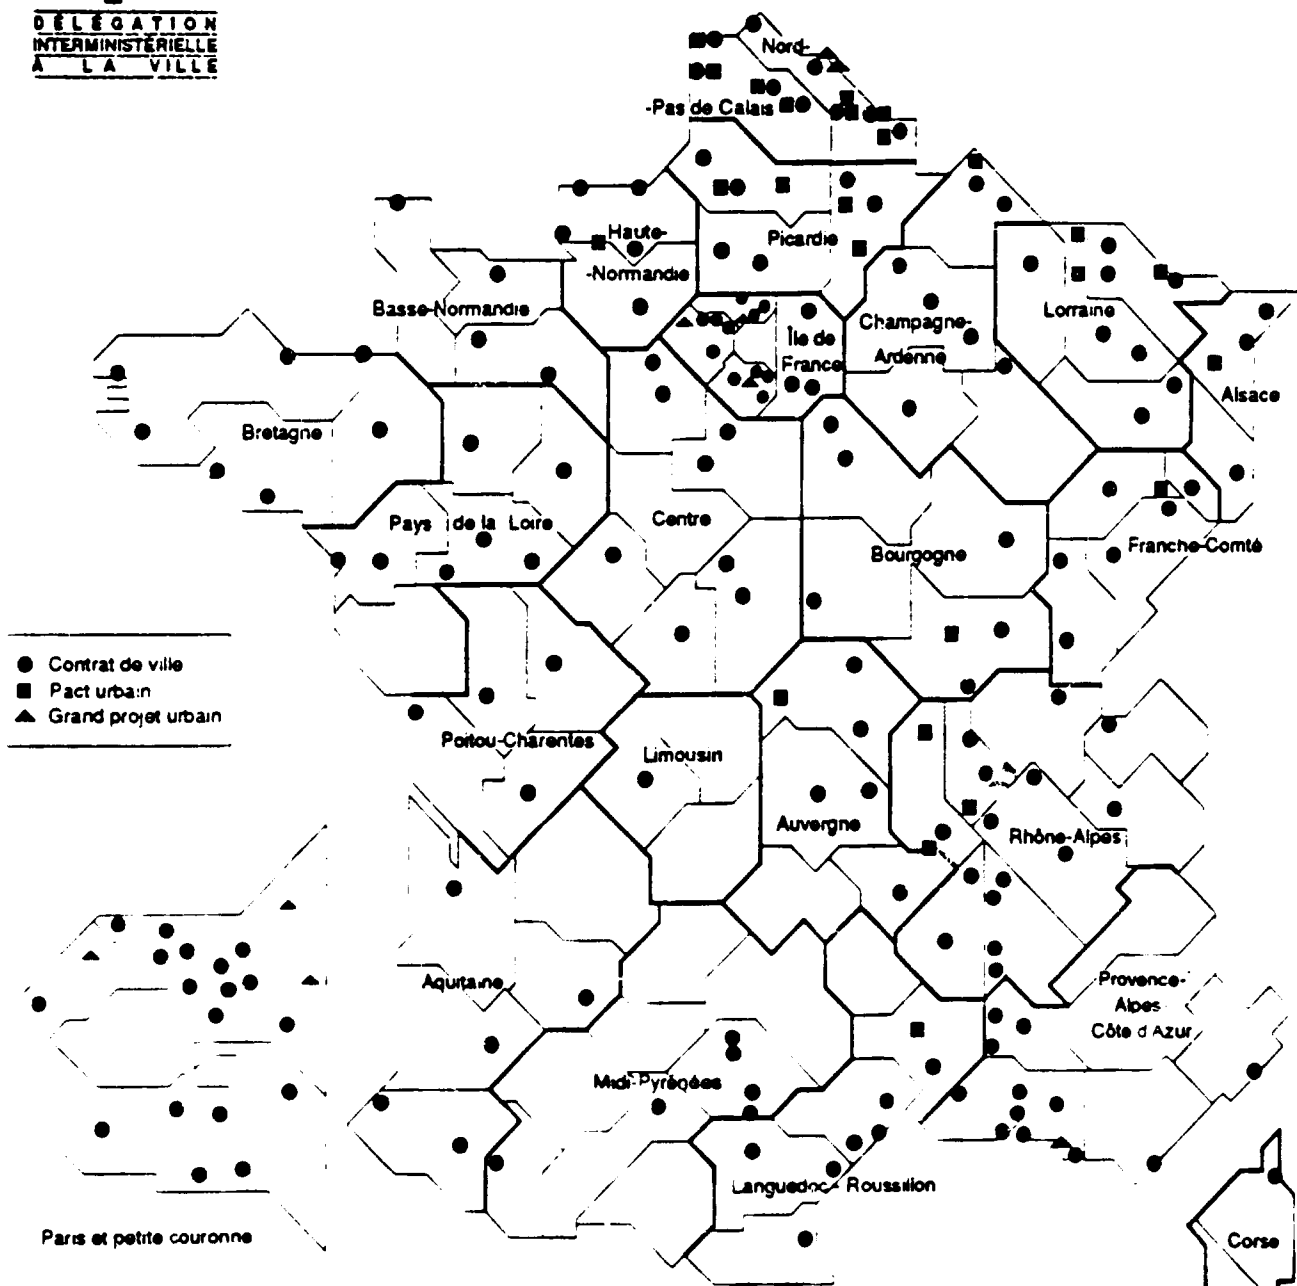 DÉLÉGATION
INTERMINISTÉRIELLE
À LA VILLE
Nord-
-Pas de Calais
Haute-
-Normandie
Picardie
Basse-Normandie
Île de
France
Champagne-
Ardenne
Lorraine
Alsace
Bretagne
Pays de la Loire
Centre
Bourgogne
Franche-Comté
Contrat de ville
Pact urbain
Grand projet urbain
Poitou-Charentes
Limousin
Auvergne
Rhône-Alpes
Aquitaine
Provence-
Alpes
Côte d'Azur
Midi-Pyrénées
Languedoc - Roussillon
Paris et petite couronne
Corse